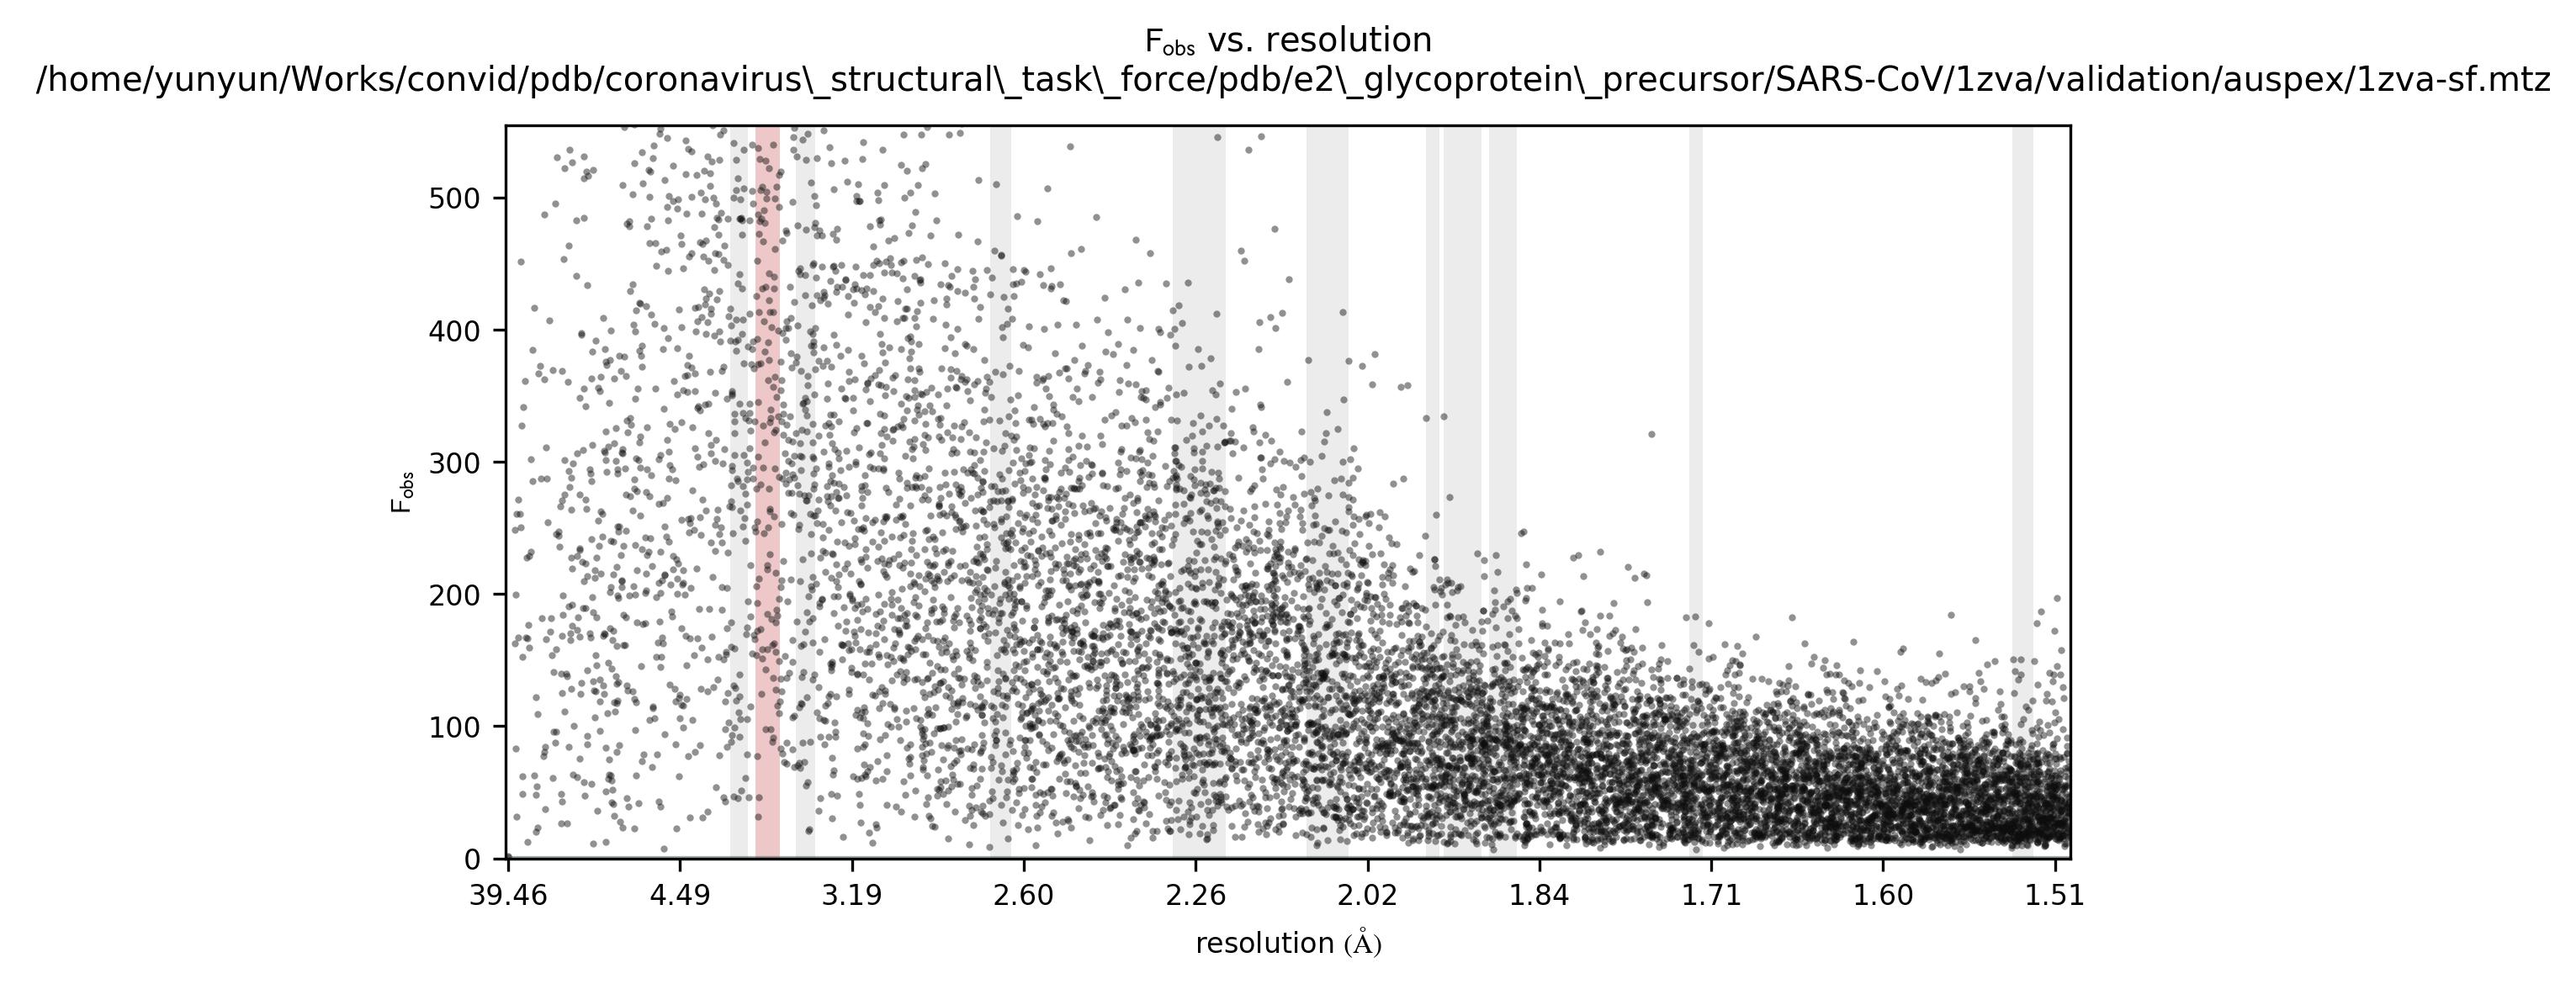 F_obs vs. resolution
/home/yunyun/Works/convid/pdb/coronavirus\_structural\_task\_force/pdb/e2\_glycoprotein\_precursor/SARS-CoV/1zva/validation/auspex/1zva-sf.mtz
500
400
300
200
100
0
F_obs
39.46 4.49 3.19 2.60 2.26 2.02 1.84 1.71 1.60 1.51
resolution (Å)